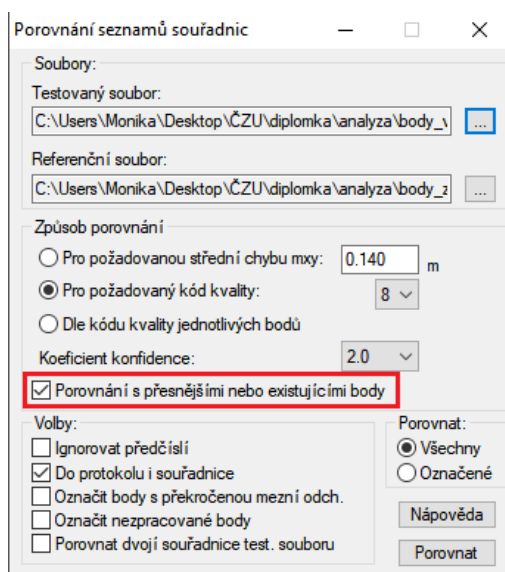 Porovnání seznamů souřadnic
Soubory:
Testovaný soubor:
C:\Users\Monika\Desktop\ČZU\diplomka\analyza\body_v
...
Referenční soubor:
C:\Users\Monika\Desktop\ČZU\diplomka\analyza\body_z
...
Způsob porovnání
Pro požadovanou střední chybu mxy: 0.140 m
Pro požadovaný kód kvality: 8
Dle kódu kvality jednotlivých bodů
Koeficient konfidence: 2.0
Porovnání s přesnějšími nebo existujícími body
Volby:
Ignorovat předčíslí
Do protokolu i souřadnice
Označit body s překročenou mezní odch.
Označit nezpracované body
Porovnat dvojí souřadnice test. souboru
Porovnat:
Všechny
Označené
Nápověda
Porovnat